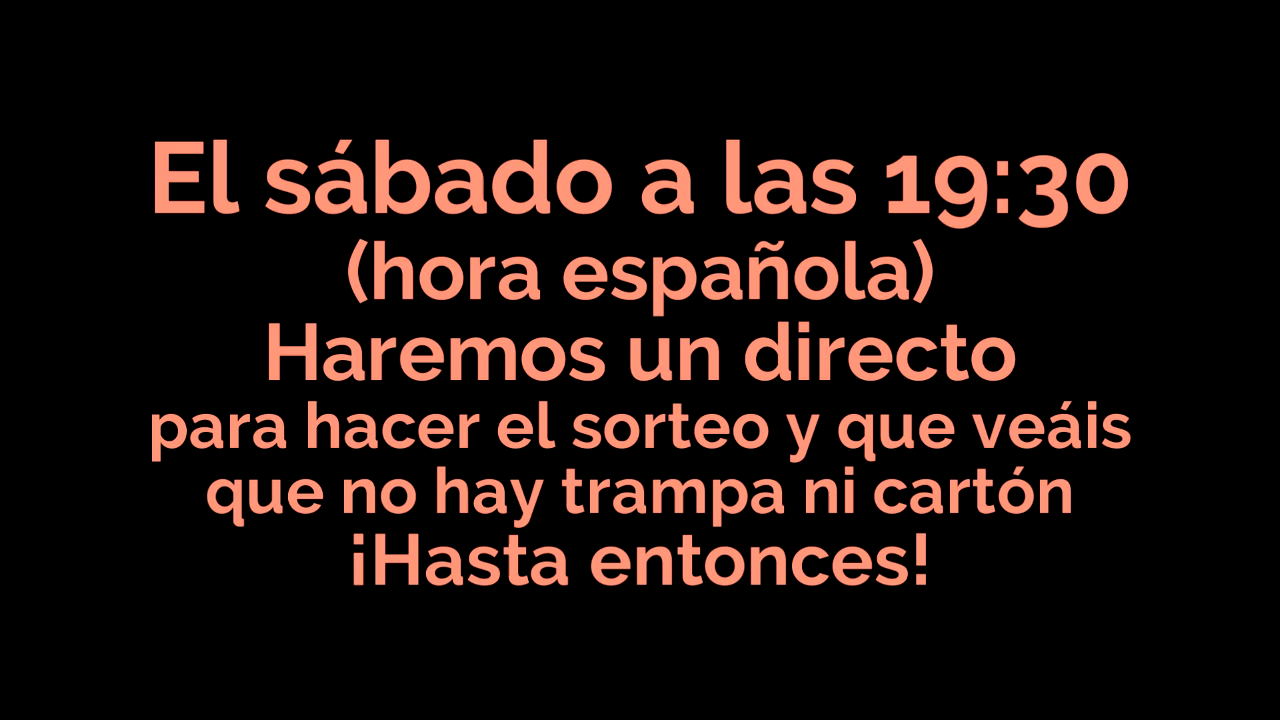 El sábado a las 19:30
(hora española)
Haremos un directo
para hacer el sorteo y que veáis
que no hay trampa ni cartón
¡Hasta entonces!